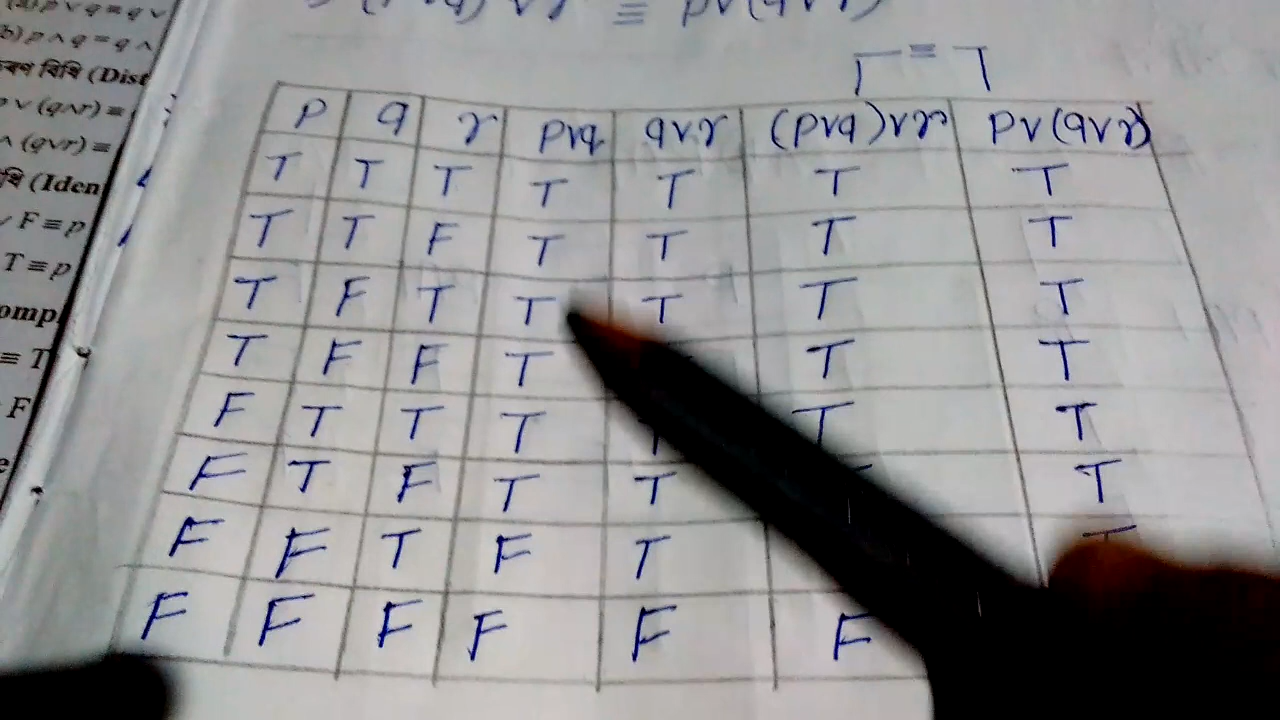 (a) p ∨ q ≡ q ∨
(b) p ∧ q ≡ q ∧
বিধি (Dist
p ∨ (q∧r) ≡
∧ (q∨r) ≡
(Iden
∨ F ≡ p
T ≡ p
omp
≡ T
F
≡ p∨(q∨r)
≡
p q r p∨q q∨r (p∨q)∨r p∨(q∨r)
T T T T T T T
T T F T T T T
T F T T T T T
T F F T T T
F T T T T T
F T F T T T
F F T F T
F F F F F F